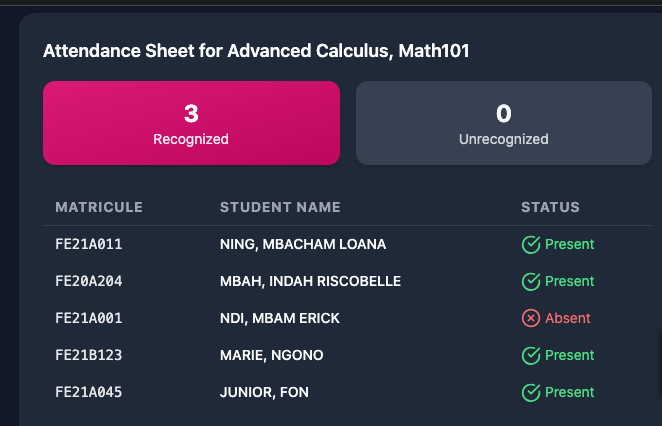 Attendance Sheet for Advanced Calculus, Math101
3
Recognized
0
Unrecognized
MATRICULE STUDENT NAME STATUS
FE21A011 NING, MBACHAM LOANA Present
FE20A204 MBAH, INDAH RISCOBELLE Present
FE21A001 NDI, MBAM ERICK Absent
FE21B123 MARIE, NGONO Present
FE21A045 JUNIOR, FON Present